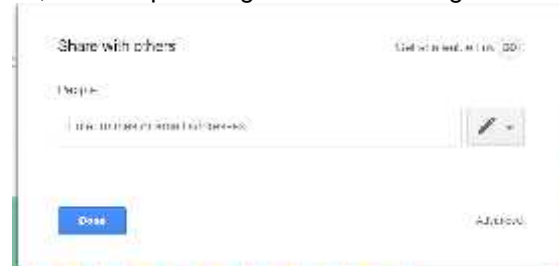 Share with others
Get shareable link
People
Enter names or email addresses
Done
Advanced